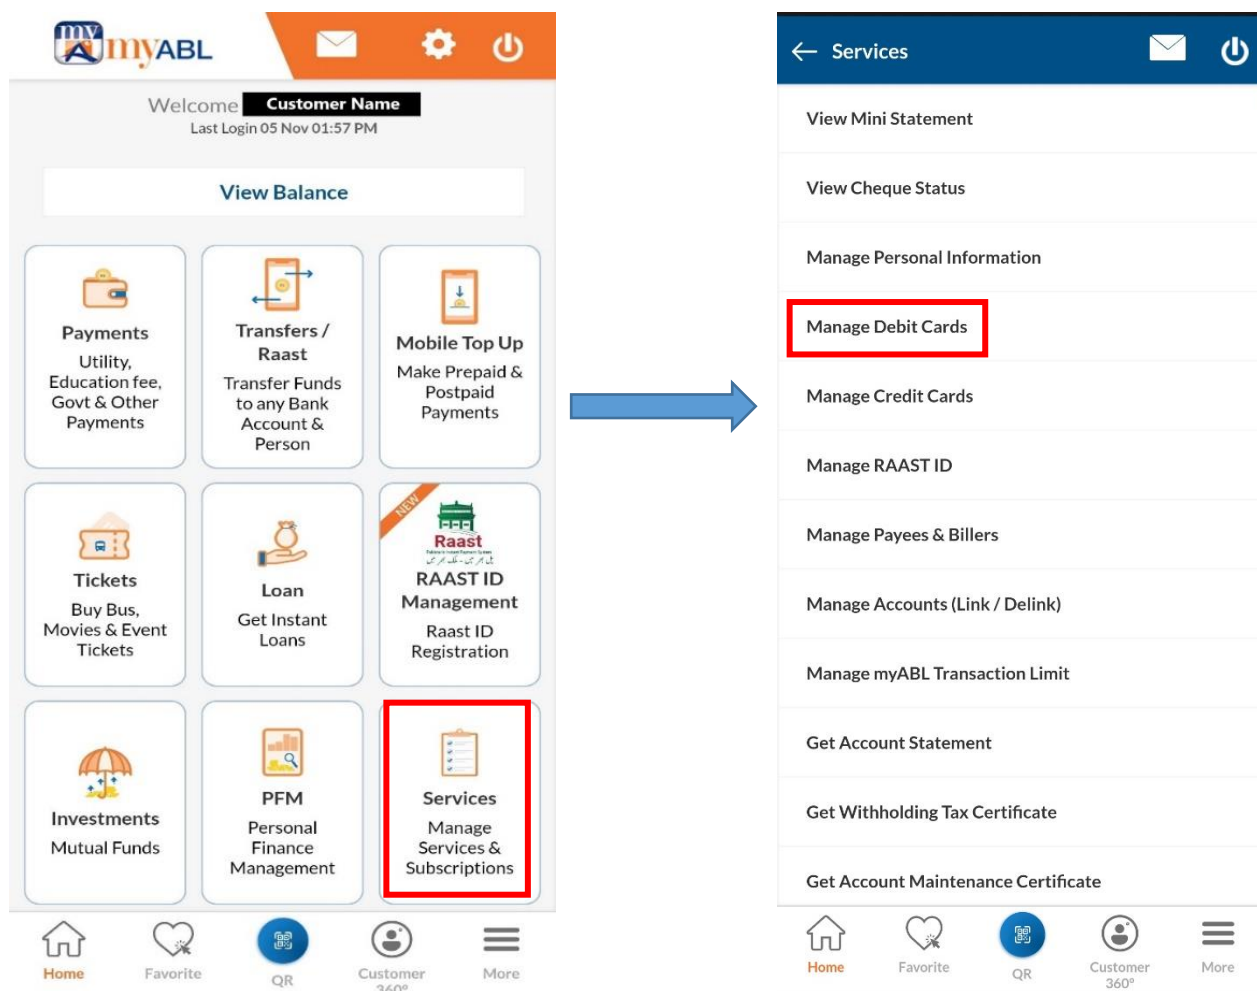 my
myABL
Welcome Customer Name
Last Login 05 Nov 01:57 PM
View Balance
Payments
Utility,
Education fee,
Govt & Other
Payments
Transfers /
Raast
Transfer Funds
to any Bank
Account &
Person
Mobile Top Up
Make Prepaid &
Postpaid
Payments
Tickets
Buy Bus,
Movies & Event
Tickets
Loan
Get Instant
Loans
NEW
Raast
RAAST ID
Management
Raast ID
Registration
Investments
Mutual Funds
PFM
Personal
Finance
Management
Services
Manage
Services &
Subscriptions
Home
Favorite
QR
Customer
360°
More
Services
View Mini Statement
View Cheque Status
Manage Personal Information
Manage Debit Cards
Manage Credit Cards
Manage RAAST ID
Manage Payees & Billers
Manage Accounts (Link / Delink)
Manage myABL Transaction Limit
Get Account Statement
Get Withholding Tax Certificate
Get Account Maintenance Certificate
Home
Favorite
QR
Customer
360°
More